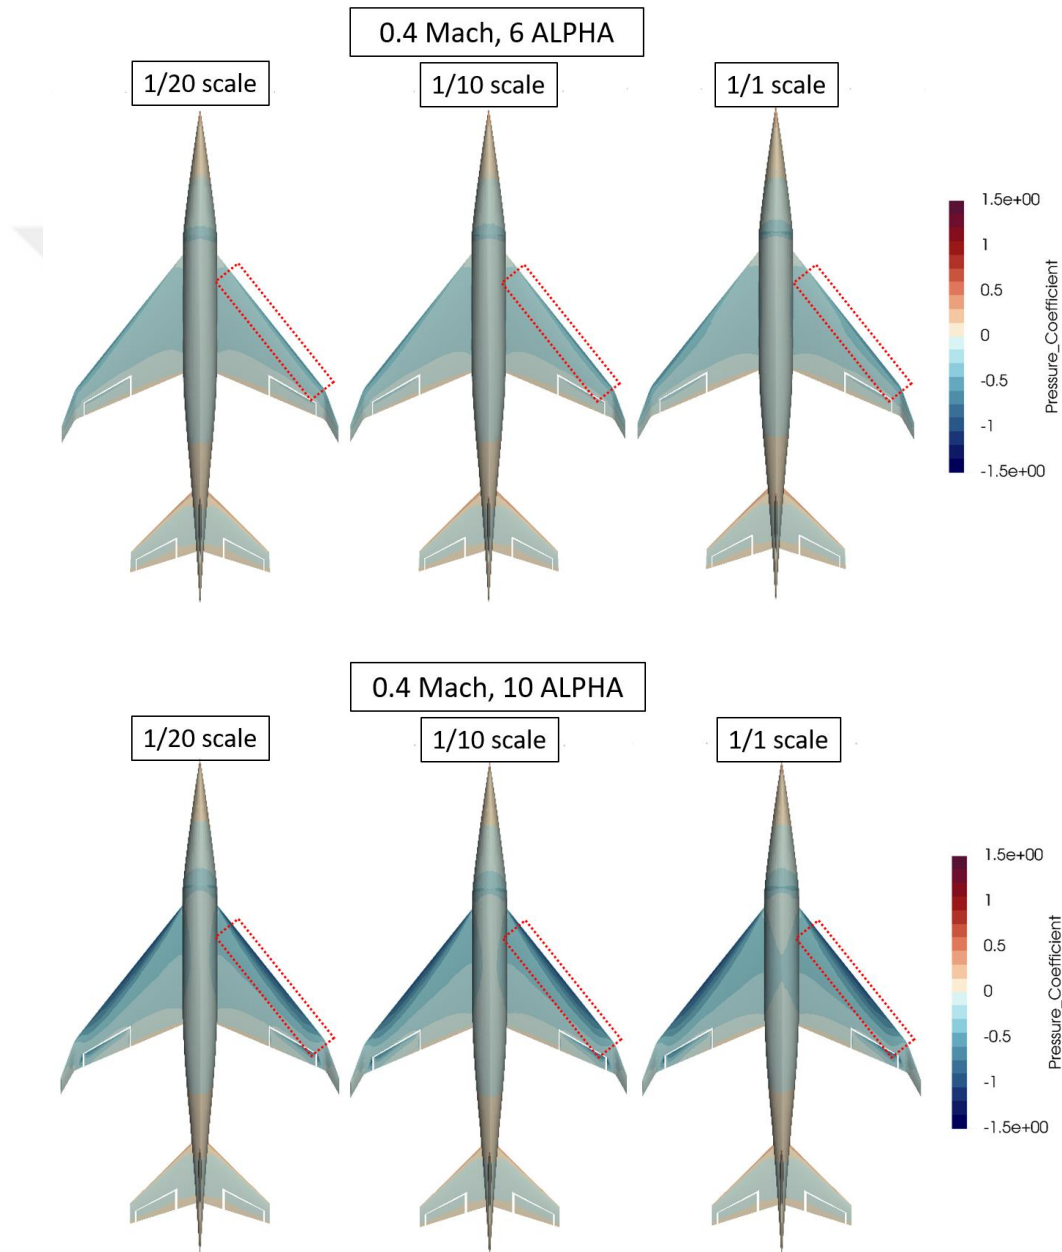 0.4 Mach, 6 ALPHA
1/20 scale
1/10 scale
1/1 scale
1.5e+00
1
0.5
0
-0.5
-1
-1.5e+00
Pressure_Coefficient
0.4 Mach, 10 ALPHA
1/20 scale
1/10 scale
1/1 scale
1.5e+00
1
0.5
0
-0.5
-1
-1.5e+00
Pressure_Coefficient